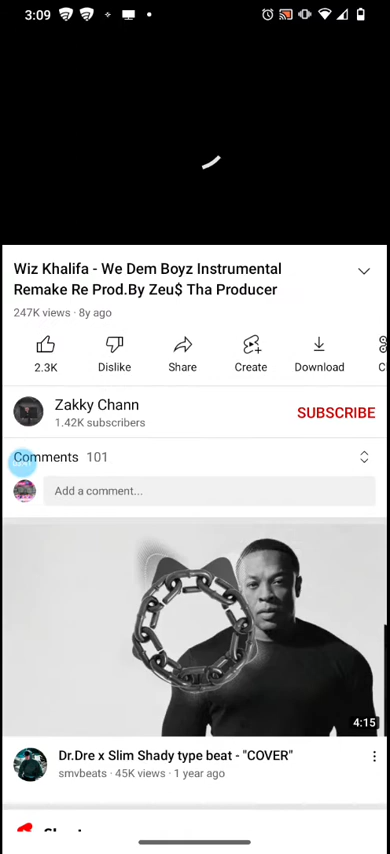 3:09
Wiz Khalifa - We Dem Boyz Instrumental
Remake Re Prod.By Zeu$ Tha Producer
247K views · 8y ago
2.3K Dislike Share Create Download
Zakky Chann
1.42K subscribers
SUBSCRIBE
Comments 101
Add a comment...
4:15
Dr.Dre x Slim Shady type beat - "COVER"
smvbeats · 45K views · 1 year ago